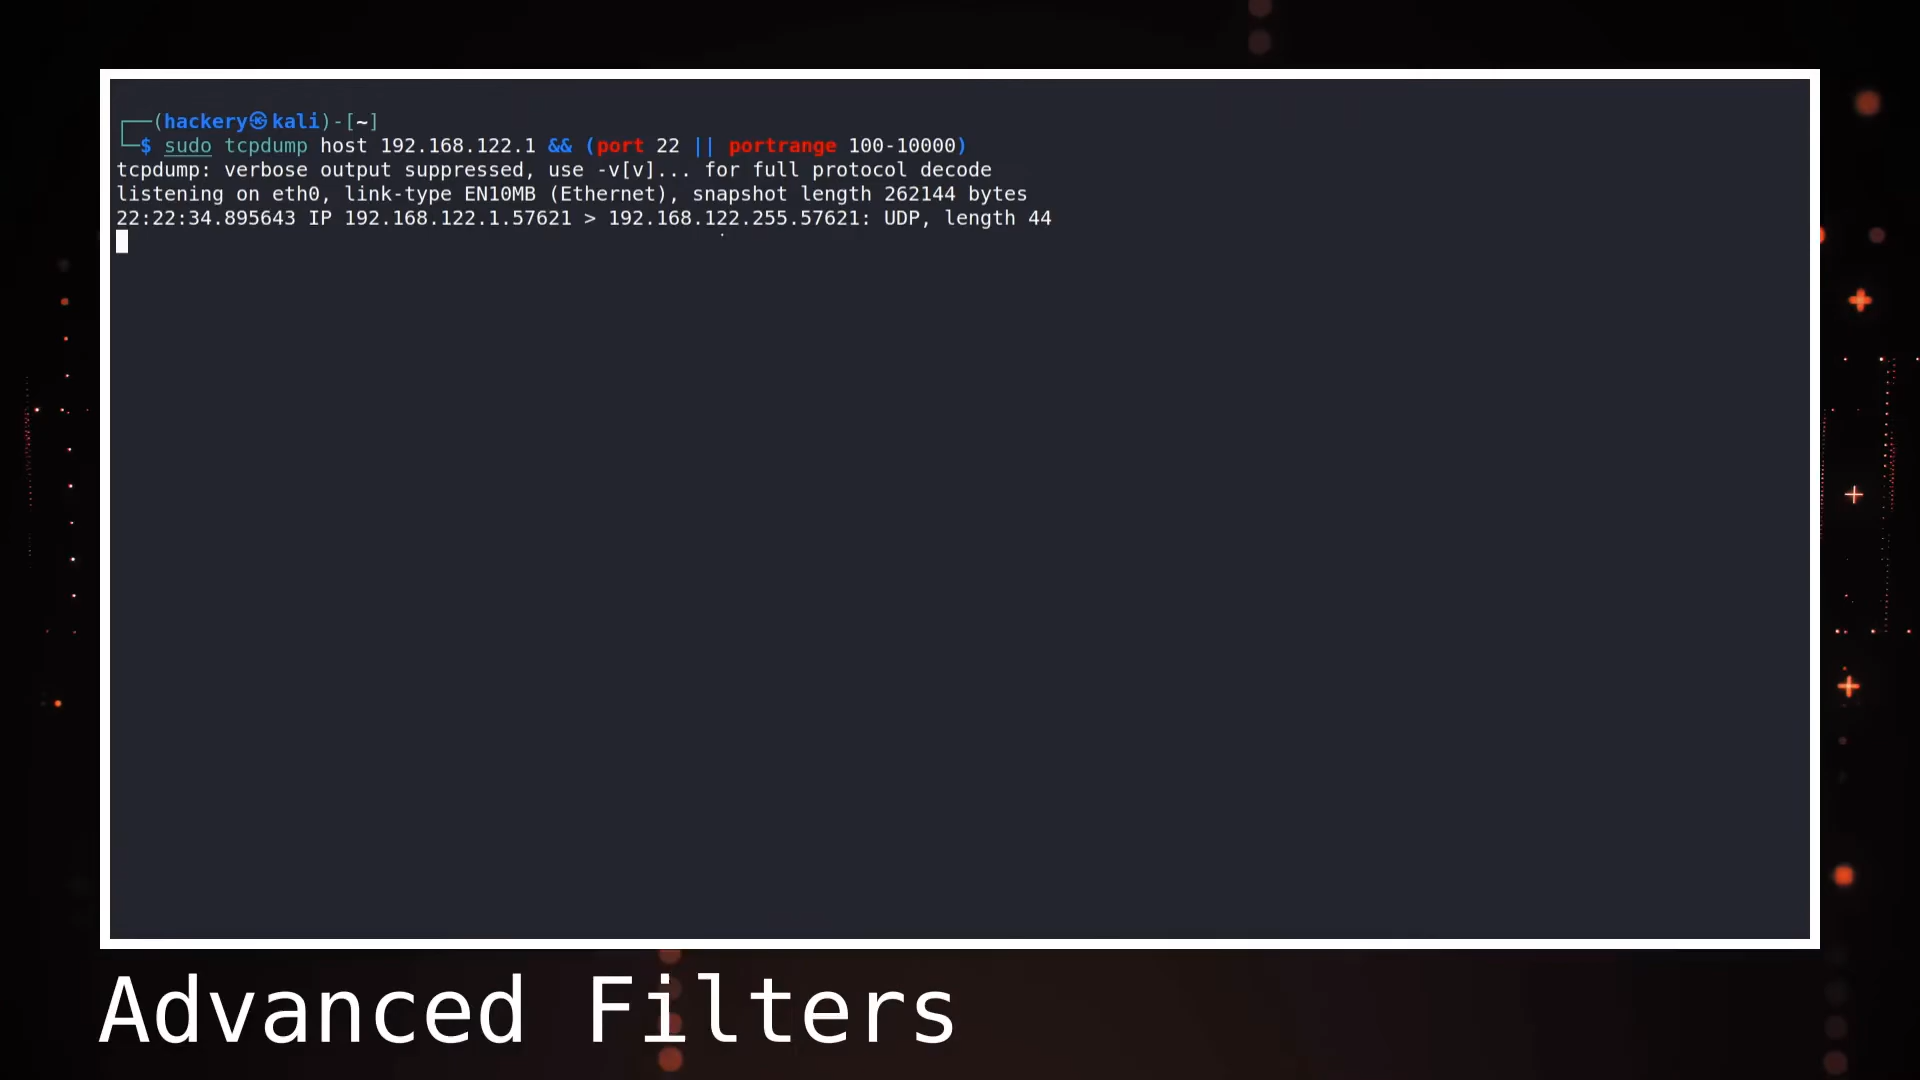 ┌──(hackery㉿kali)-[~]
└─$ sudo tcpdump host 192.168.122.1 && (port 22 || portrange 100-10000)
tcpdump: verbose output suppressed, use -v[v]... for full protocol decode
listening on eth0, link-type EN10MB (Ethernet), snapshot length 262144 bytes
22:22:34.895643 IP 192.168.122.1.57621 > 192.168.122.255.57621: UDP, length 44
Advanced Filters